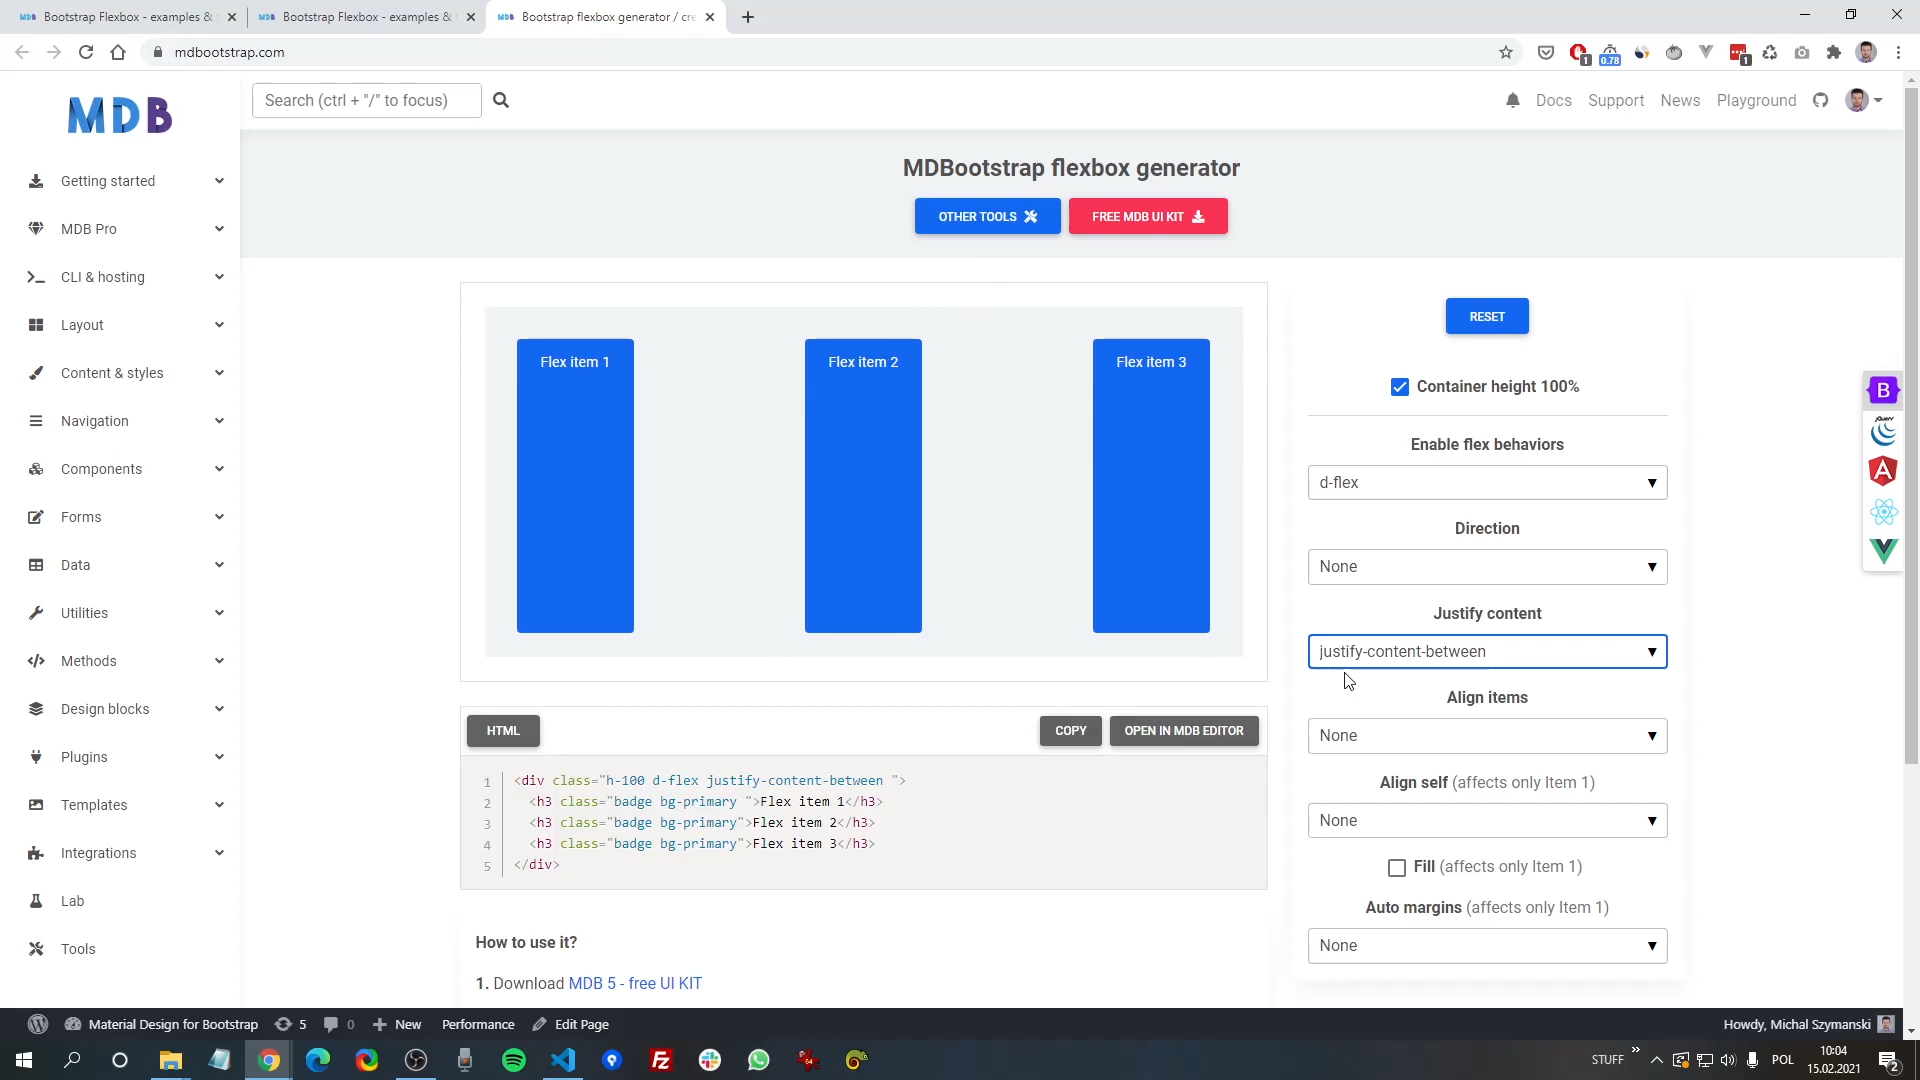 MDB Bootstrap Flexbox - examples &
MDB Bootstrap Flexbox - examples &
MDB Bootstrap flexbox generator / cre
mdbootstrap.com
1
0.78
1
MDB
Search (ctrl + "/" to focus)
Docs
Support
News
Playground
Getting started
MDB Pro
CLI & hosting
Layout
Content & styles
Navigation
Components
Forms
Data
Utilities
Methods
Design blocks
Plugins
Templates
Integrations
Lab
Tools
MDBootstrap flexbox generator
OTHER TOOLS
FREE MDB UI KIT
Flex item 1
Flex item 2
Flex item 3
HTML
COPY
OPEN IN MDB EDITOR
1 <div class="h-100 d-flex justify-content-between ">
2 <h3 class="badge bg-primary ">Flex item 1</h3>
3 <h3 class="badge bg-primary">Flex item 2</h3>
4 <h3 class="badge bg-primary">Flex item 3</h3>
5 </div>
How to use it?
1. Download MDB 5 - free UI KIT
RESET
Container height 100%
Enable flex behaviors
d-flex
Direction
None
Justify content
justify-content-between
Align items
None
Align self (affects only Item 1)
None
Fill (affects only Item 1)
Auto margins (affects only Item 1)
None
B
jQuery
A
Material Design for Bootstrap
5
0
New
Performance
Edit Page
Howdy, Michal Szymanski
STUFF
POL
10:04
15.02.2021
2